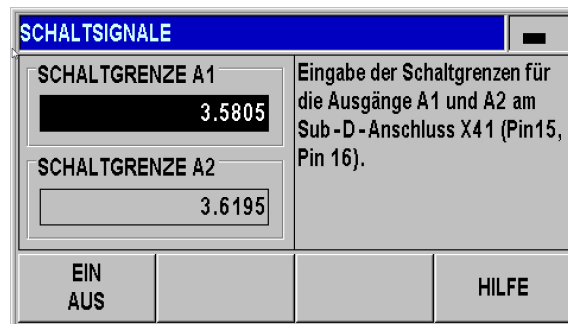 SCHALTSIGNALE
SCHALTGRENZE A1
3.5805
SCHALTGRENZE A2
3.6195
Eingabe der Schaltgrenzen für
die Ausgänge A1 und A2 am
Sub-D-Anschluss X41 (Pin15,
Pin 16).
EIN
AUS
HILFE